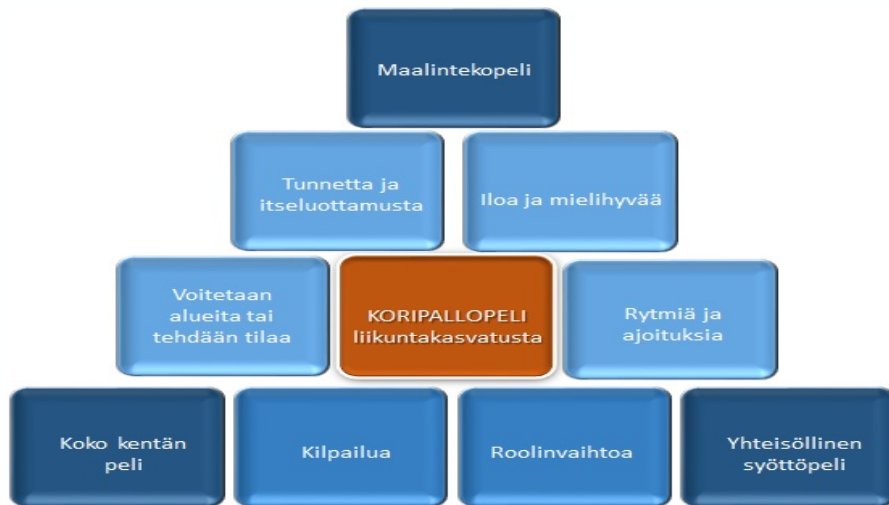 Maalintekopeli
Tunnetta ja
itseluottamusta
Iloa ja mielihyvää
Voitetaan
alueita tai
tehdään tilaa
KORIPALLOPELI
liikuntakasvatusta
Rytmiä ja
ajoituksia
Koko kentän
peli
Kilpailua
Roolinvaihtoa
Yhteisöllinen
syöttöpeli